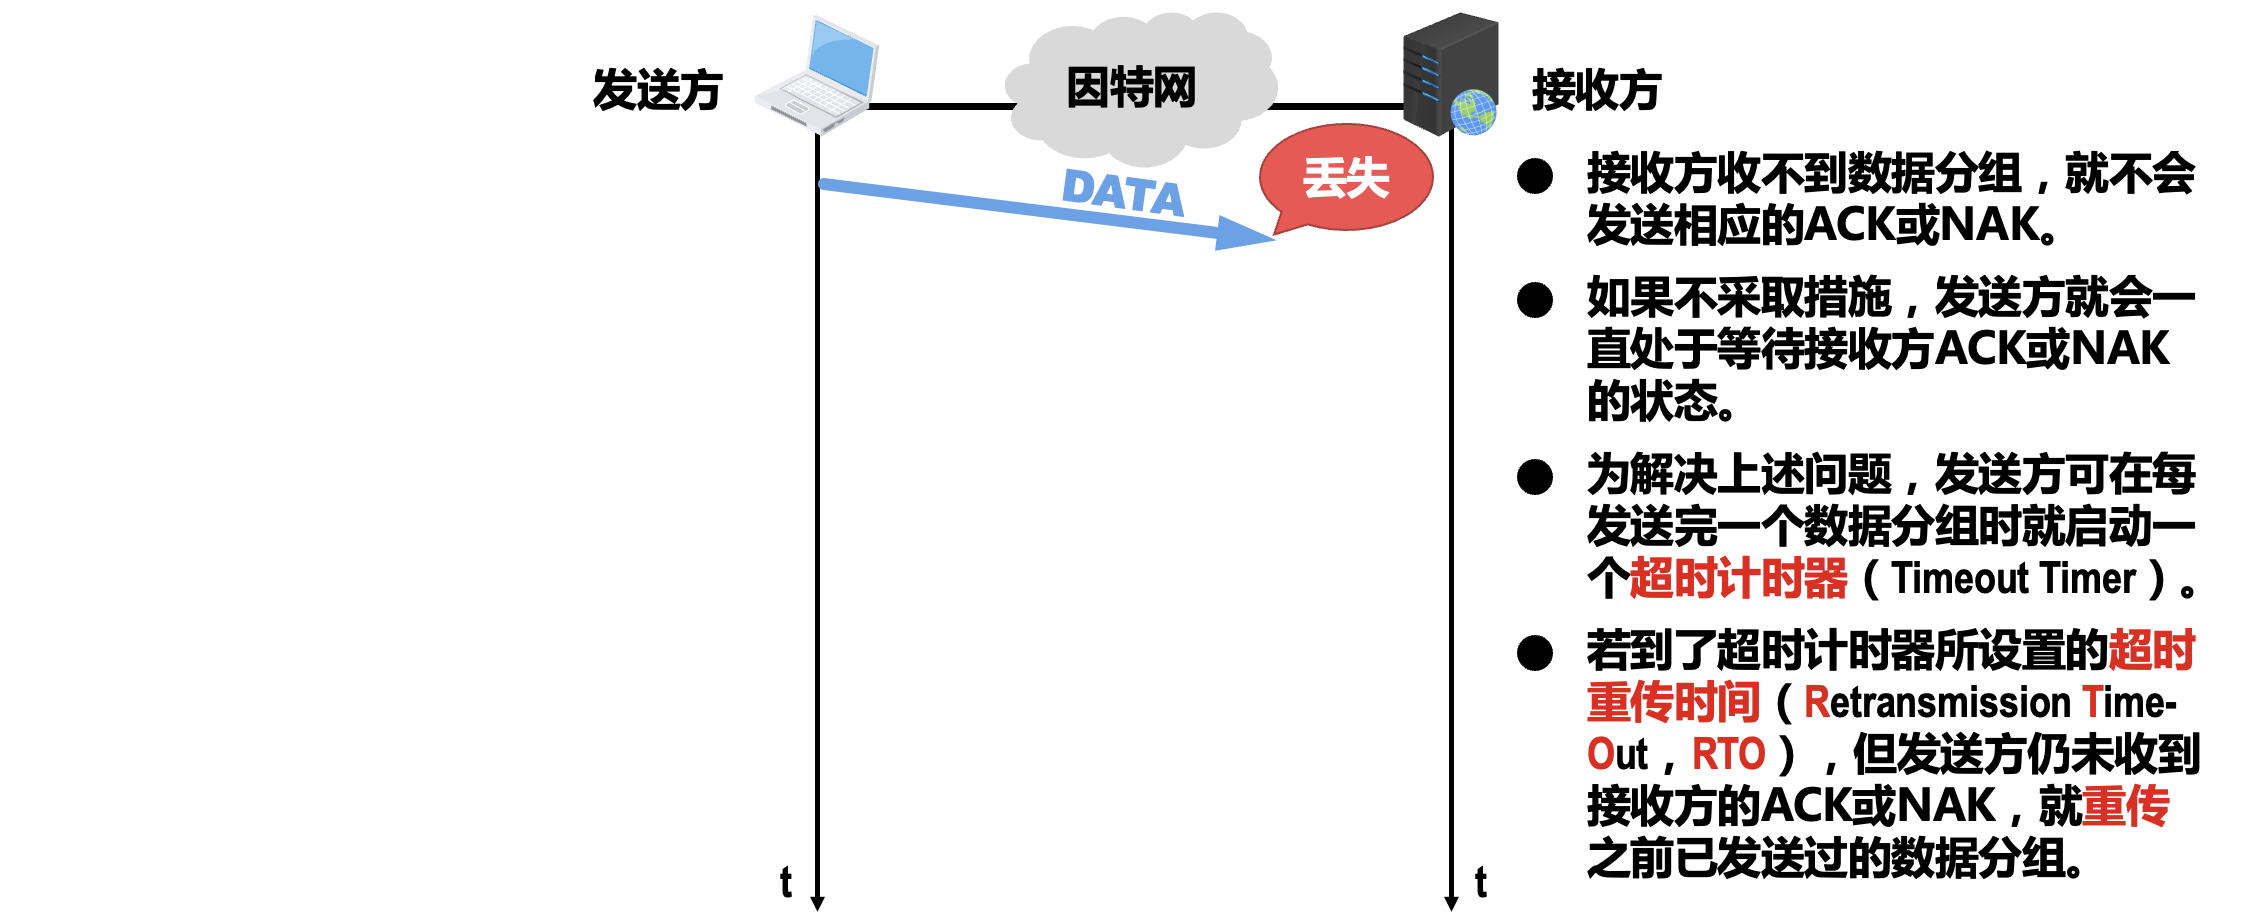 发送方
因特网
接收方
丢失
DATA
● 接收方收不到数据分组，就不会
发送相应的ACK或NAK。
● 如果不采取措施，发送方就会一
直处于等待接收方ACK或NAK
的状态。
● 为解决上述问题，发送方可在每
发送完一个数据分组时就启动一
个超时计时器（Timeout Timer）。
● 若到了超时计时器所设置的超时
重传时间（Retransmission Time-
Out，RTO），但发送方仍未收到
接收方的ACK或NAK，就重传
之前已发送过的数据分组。
t
t